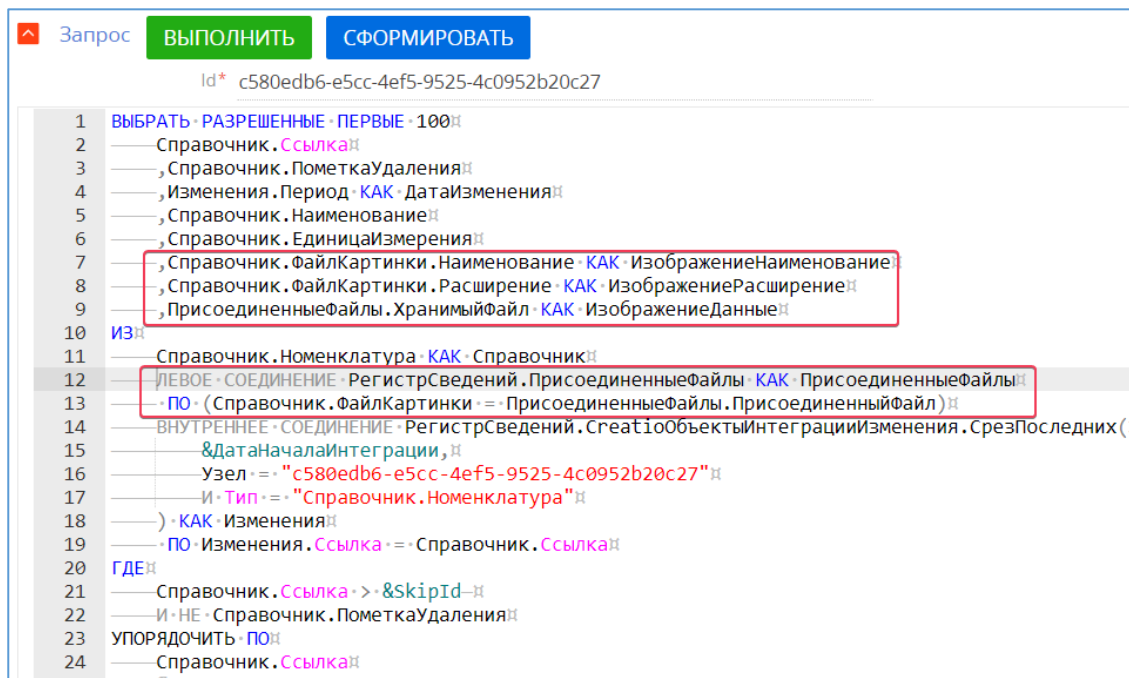 Запрос ВЫПОЛНИТЬ СФОРМИРОВАТЬ
Id* c580edb6-e5cc-4ef5-9525-4c0952b20c27
1 ВЫБРАТЬ·РАЗРЕШЕННЫЕ·ПЕРВЫЕ·100¤
2 Справочник.Ссылка¤
3 ,Справочник.ПометкаУдаления¤
4 ,Изменения.Период·КАК·ДатаИзменения¤
5 ,Справочник.Наименование¤
6 ,Справочник.ЕдиницаИзмерения¤
7 ,Справочник.ФайлКартинки.Наименование·КАК·ИзображениеНаименование¤
8 ,Справочник.ФайлКартинки.Расширение·КАК·ИзображениеРасширение¤
9 ,ПрисоединенныеФайлы.ХранимыйФайл·КАК·ИзображениеДанные¤
10 ИЗ¤
11 Справочник.Номенклатура·КАК·Справочник¤
12 ЛЕВОЕ·СОЕДИНЕНИЕ·РегистрСведений.ПрисоединенныеФайлы·КАК·ПрисоединенныеФайлы¤
13 ·ПО·(Справочник.ФайлКартинки·=·ПрисоединенныеФайлы.ПрисоединенныйФайл)¤
14 ВНУТРЕННЕЕ·СОЕДИНЕНИЕ·РегистрСведений.CreatioОбъектыИнтеграцииИзменения.СрезПоследних(
15 &ДатаНачалаИнтеграции,¤
16 Узел·=·"c580edb6-e5cc-4ef5-9525-4c0952b20c27"¤
17 И·Тип·=·"Справочник.Номенклатура"¤
18 )·КАК·Изменения¤
19 ·ПО·Изменения.Ссылка·=·Справочник.Ссылка¤
20 ГДЕ¤
21 Справочник.Ссылка·>·&SkipId¤
22 И·НЕ·Справочник.ПометкаУдаления¤
23 УПОРЯДОЧИТЬ·ПО¤
24 Справочник.Ссылка¤